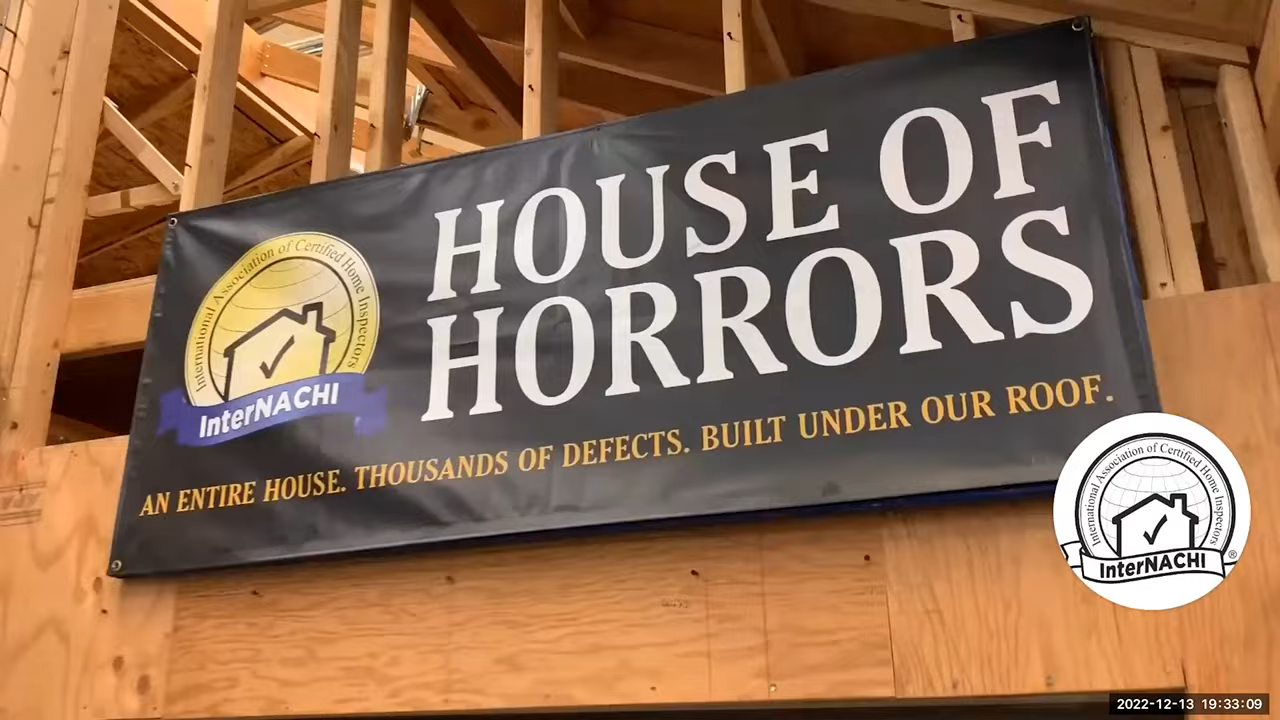 International Association of Certified Home Inspectors
InterNACHI
HOUSE OF
HORRORS
AN ENTIRE HOUSE. THOUSANDS OF DEFECTS. BUILT UNDER OUR ROOF.
International Association of Certified Home Inspectors
InterNACHI®
2022-12-13 19:33:09